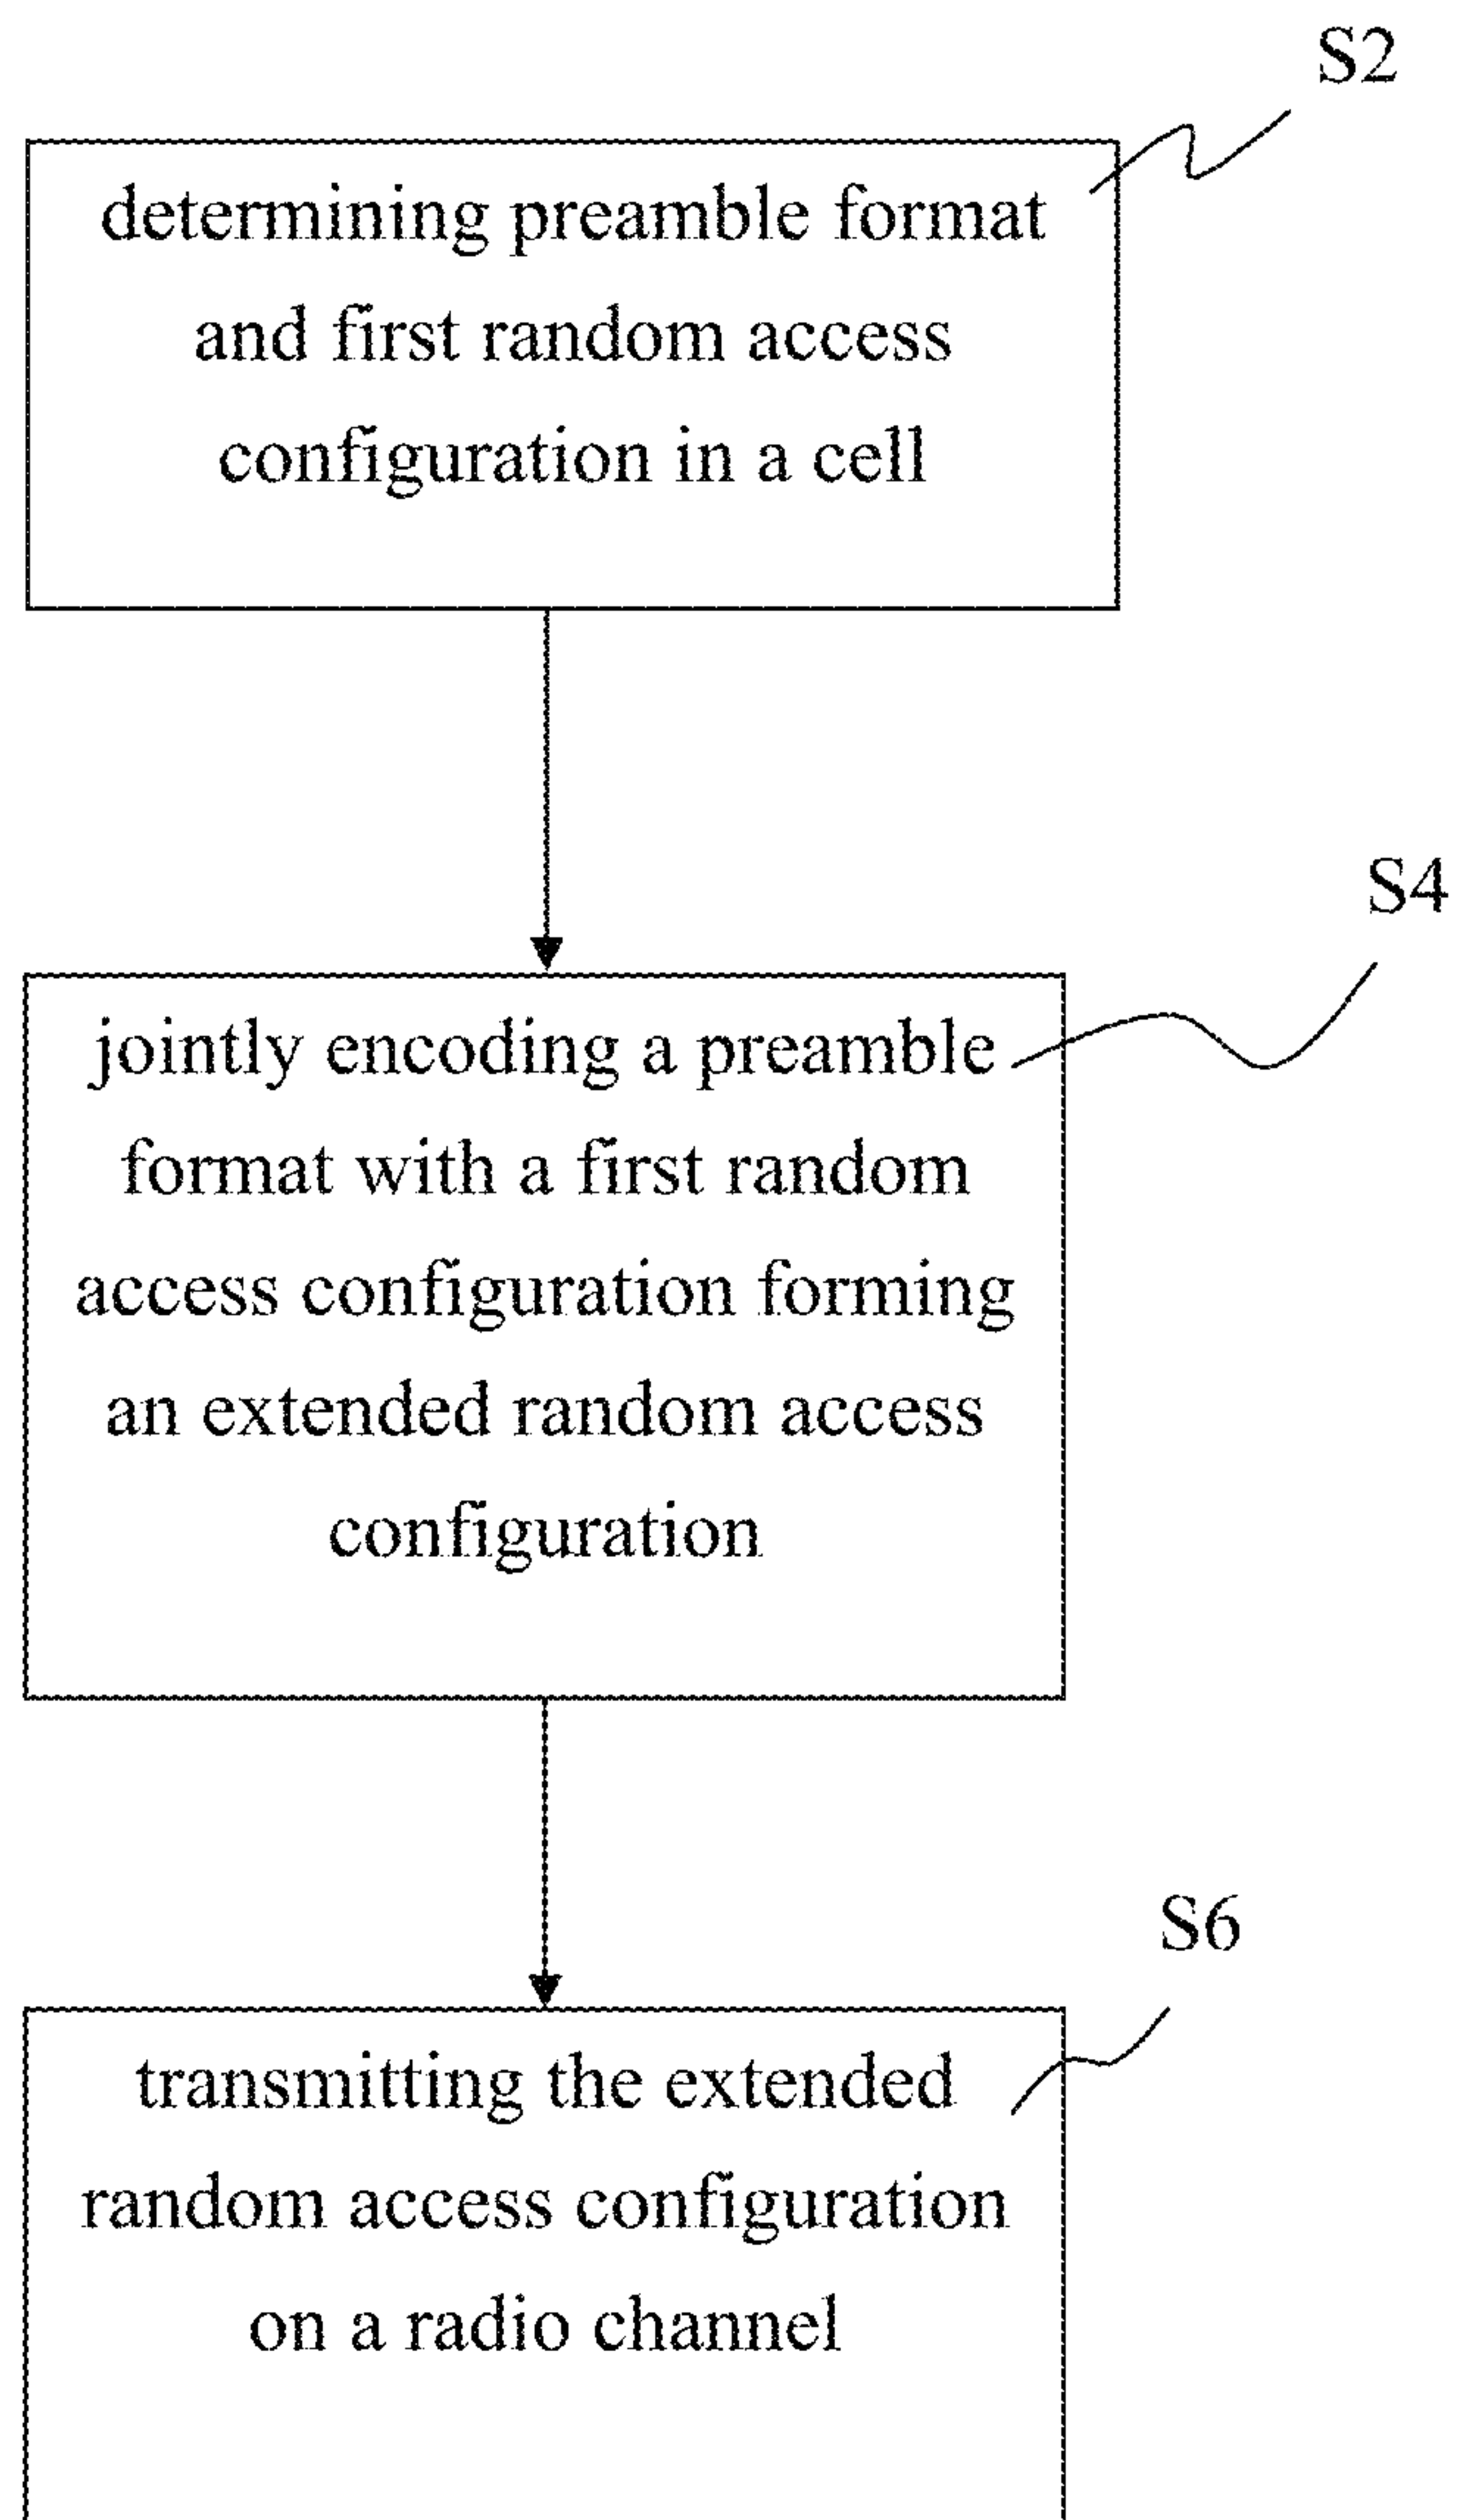 S2
determining preamble format
and first random access
configuration in a cell
S4
jointly encoding a preamble
format with a first random
access configuration forming
an extended random access
configuration
S6
transmitting the extended
random access configuration
on a radio channel